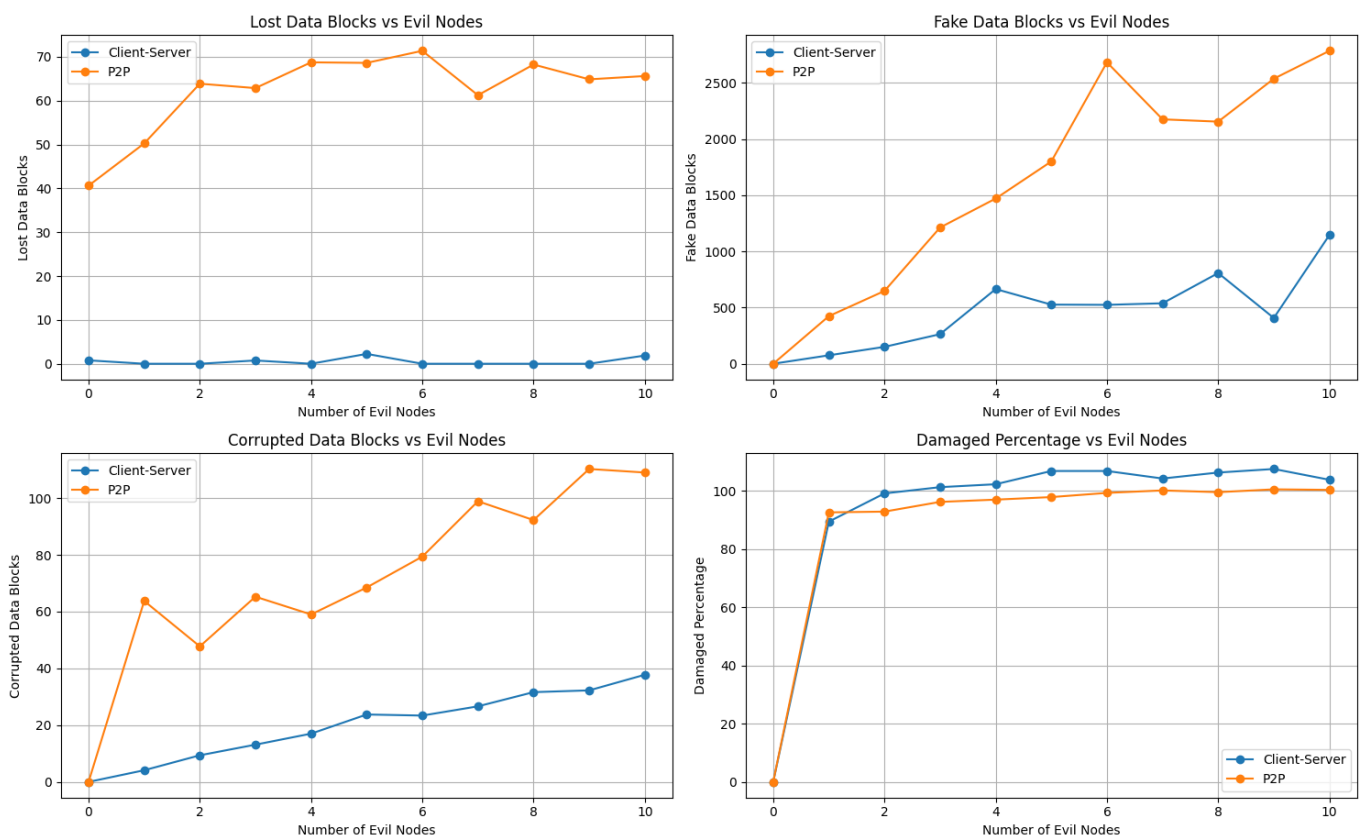 Lost Data Blocks vs Evil Nodes
Client-Server
P2P
70
60
50
40
30
20
10
0
Lost Data Blocks
0 2 4 6 8 10
Number of Evil Nodes
Fake Data Blocks vs Evil Nodes
Client-Server
P2P
2500
2000
1500
1000
500
0
Fake Data Blocks
0 2 4 6 8 10
Number of Evil Nodes
Corrupted Data Blocks vs Evil Nodes
Client-Server
P2P
100
80
60
40
20
0
Corrupted Data Blocks
0 2 4 6 8 10
Number of Evil Nodes
Damaged Percentage vs Evil Nodes
100
80
60
40
20
0
Damaged Percentage
Client-Server
P2P
0 2 4 6 8 10
Number of Evil Nodes